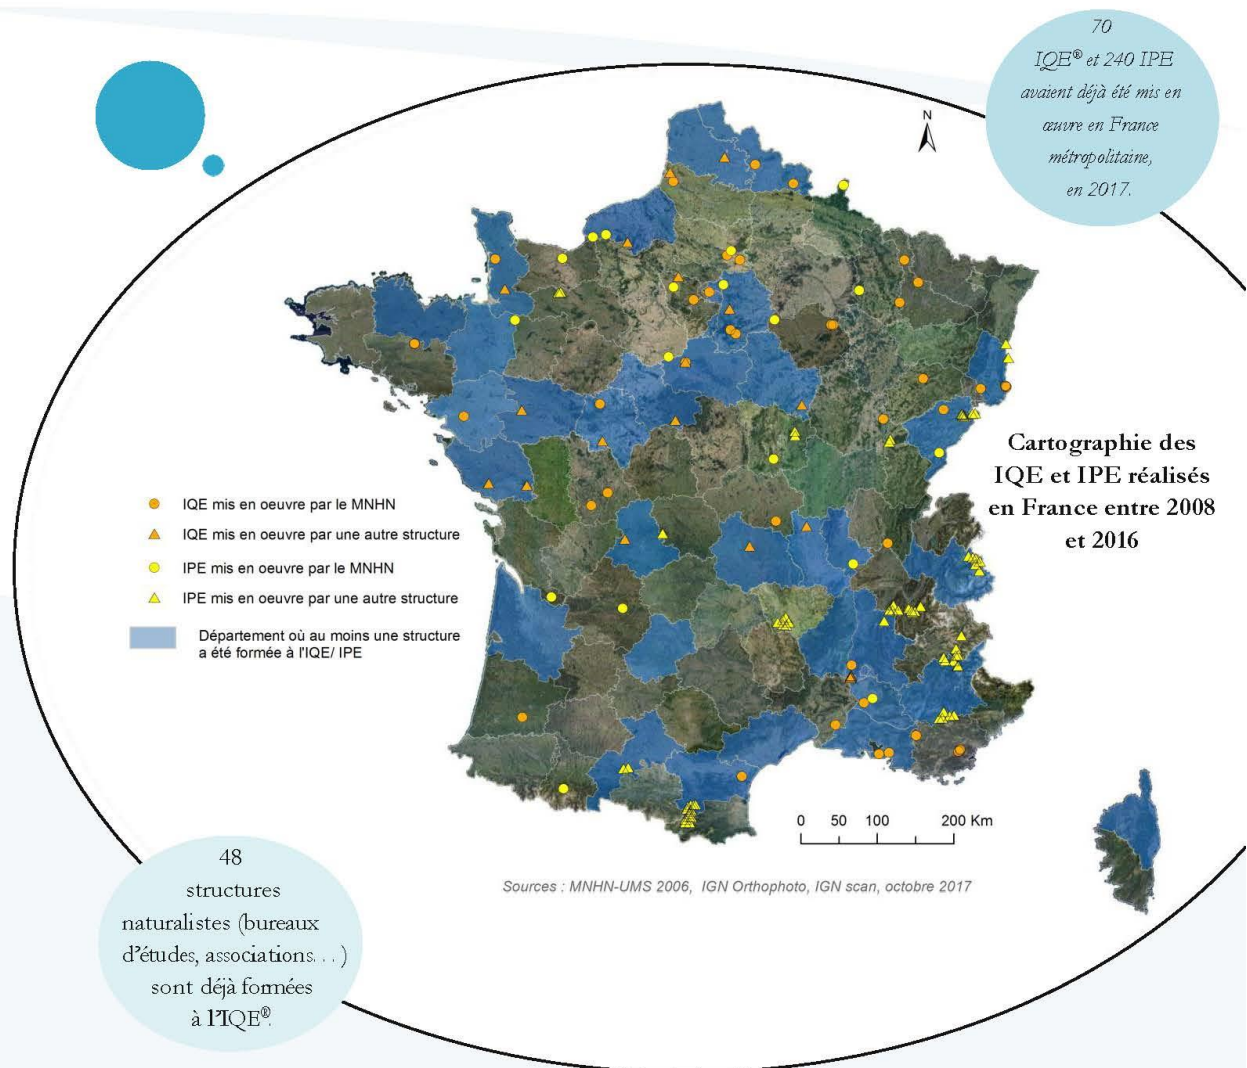 70
IQE® et 240 IPE
avaient déjà été mis en
œuvre en France
métropolitaine,
en 2017.
N
Cartographie des
IQE et IPE réalisés
en France entre 2008
et 2016
IQE mis en oeuvre par le MNHN
IQE mis en oeuvre par une autre structure
IPE mis en oeuvre par le MNHN
IPE mis en oeuvre par une autre structure
Département où au moins une structure
a été formée à l'IQE/ IPE
0 50 100 200 Km
Sources : MNHN-UMS 2006, IGN Orthophoto, IGN scan, octobre 2017
48
structures
naturalistes (bureaux
d'études, associations…)
sont déjà formées
à l'IQE®.